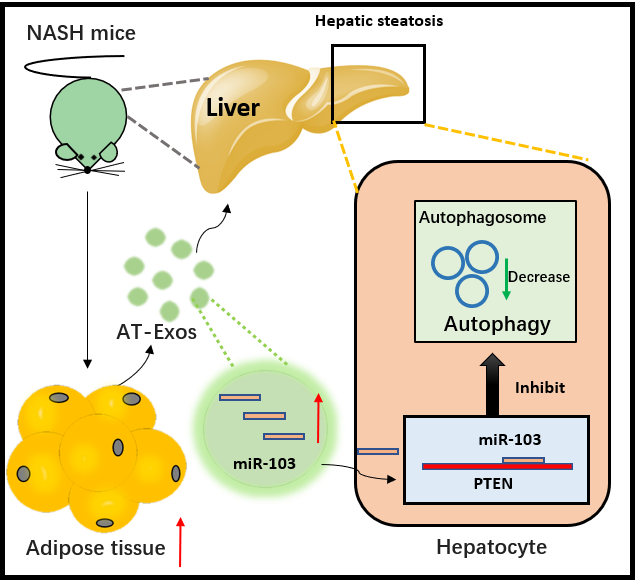 Hepatic steatosis
NASH mice
Liver
Autophagosome
Decrease
Autophagy
AT-Exos
Inhibit
miR-103
miR-103
PTEN
Adipose tissue
Hepatocyte